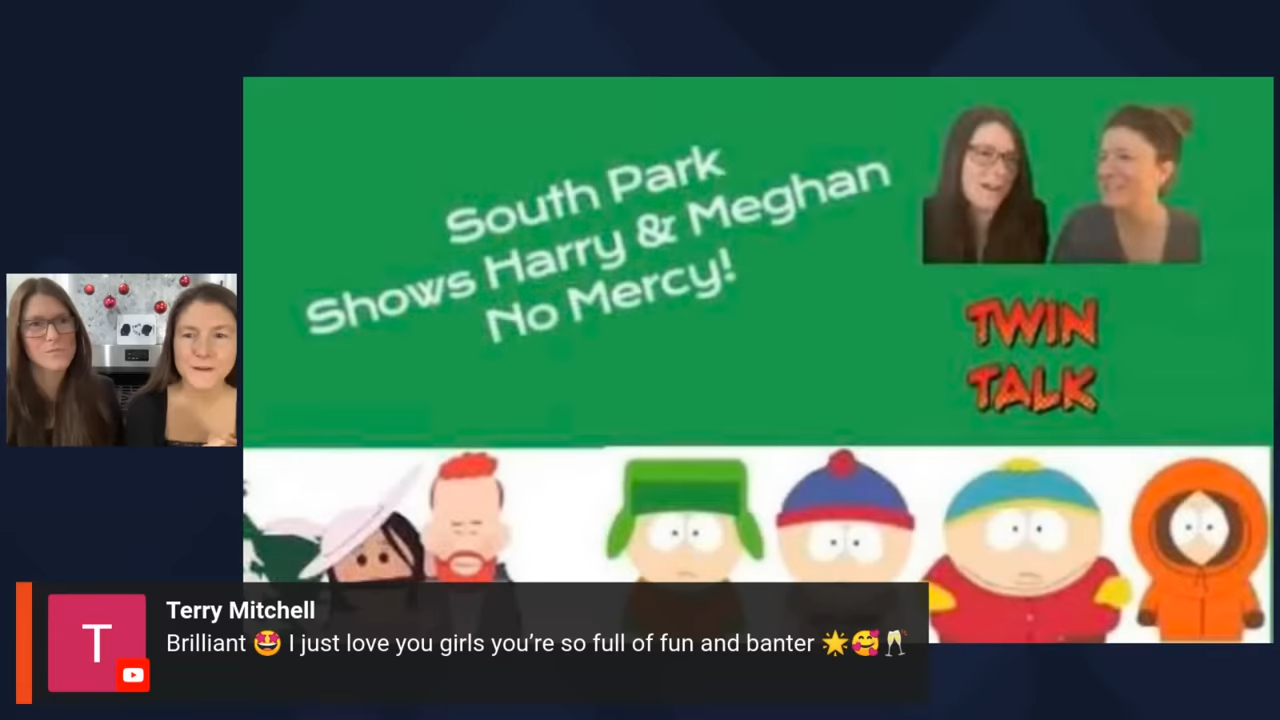 South Park
Shows Harry & Meghan
No Mercy!
TWIN
TALK
T
Terry Mitchell
Brilliant 🤩 I just love you girls you’re so full of fun and banter 🌟🥰🥂